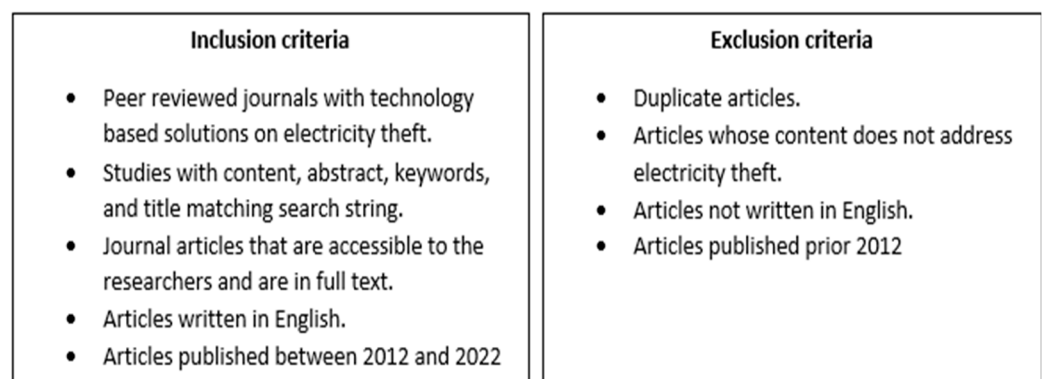 Inclusion criteria
• Peer reviewed journals with technology
based solutions on electricity theft.
• Studies with content, abstract, keywords,
and title matching search string.
• Journal articles that are accessible to the
researchers and are in full text.
• Articles written in English.
• Articles published between 2012 and 2022
Exclusion criteria
• Duplicate articles.
• Articles whose content does not address
electricity theft.
• Articles not written in English.
• Articles published prior 2012